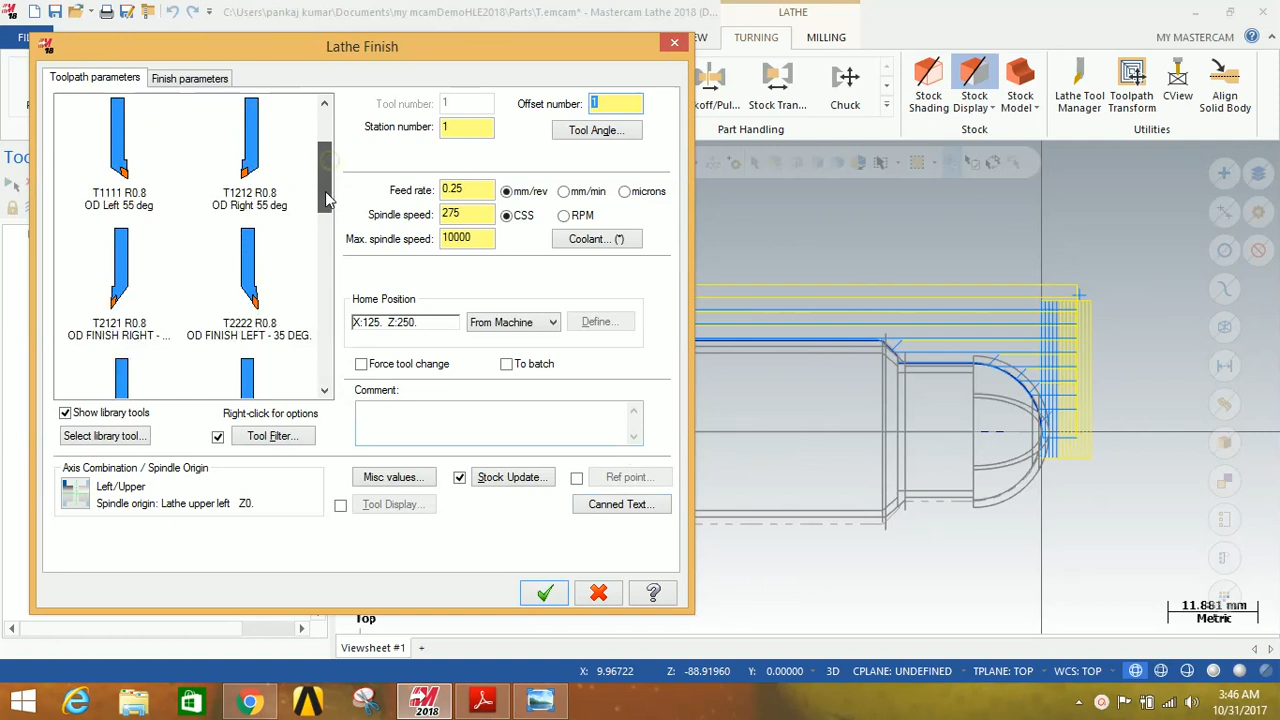 C:\Users\pankaj kumar\Documents\my mcamDemoHLE2018\Parts\T.emcam* - Mastercam Lathe 2018 (D...
LATHE
FI
EW
TURNING
MILLING
MY MASTERCAM
Lathe Finish
Toolpath parameters
Finish parameters
koff/Pul...
Stock Tran...
Chuck
Part Handling
Stock Shading
Stock Display
Stock Model
Stock
Lathe Tool Manager
Toolpath Transform
CView
Align Solid Body
Utilities
Too
T1111 R0.8
OD Left 55 deg
T1212 R0.8
OD Right 55 deg
T2121 R0.8
OD FINISH RIGHT - ...
T2222 R0.8
OD FINISH LEFT - 35 DEG.
Show library tools
Right-click for options
Select library tool...
Tool Filter...
Axis Combination / Spindle Origin
Left/Upper
Spindle origin: Lathe upper left Z0.
Tool number: 1
Offset number: 1
Station number: 1
Tool Angle...
Feed rate: 0.25
mm/rev
mm/min
microns
Spindle speed: 275
CSS
RPM
Max. spindle speed: 10000
Coolant... (*)
Home Position
X:125. Z:250.
From Machine
Define...
Force tool change
To batch
Comment:
Misc values...
Stock Update...
Ref point...
Tool Display...
Canned Text...
Top
11.881 mm
Metric
Viewsheet #1
X: 9.96722
Y: -88.91960
Z: 0.00000
3D
CPLANE: UNDEFINED
TPLANE: TOP
WCS: TOP
2018
3:46 AM
10/31/2017